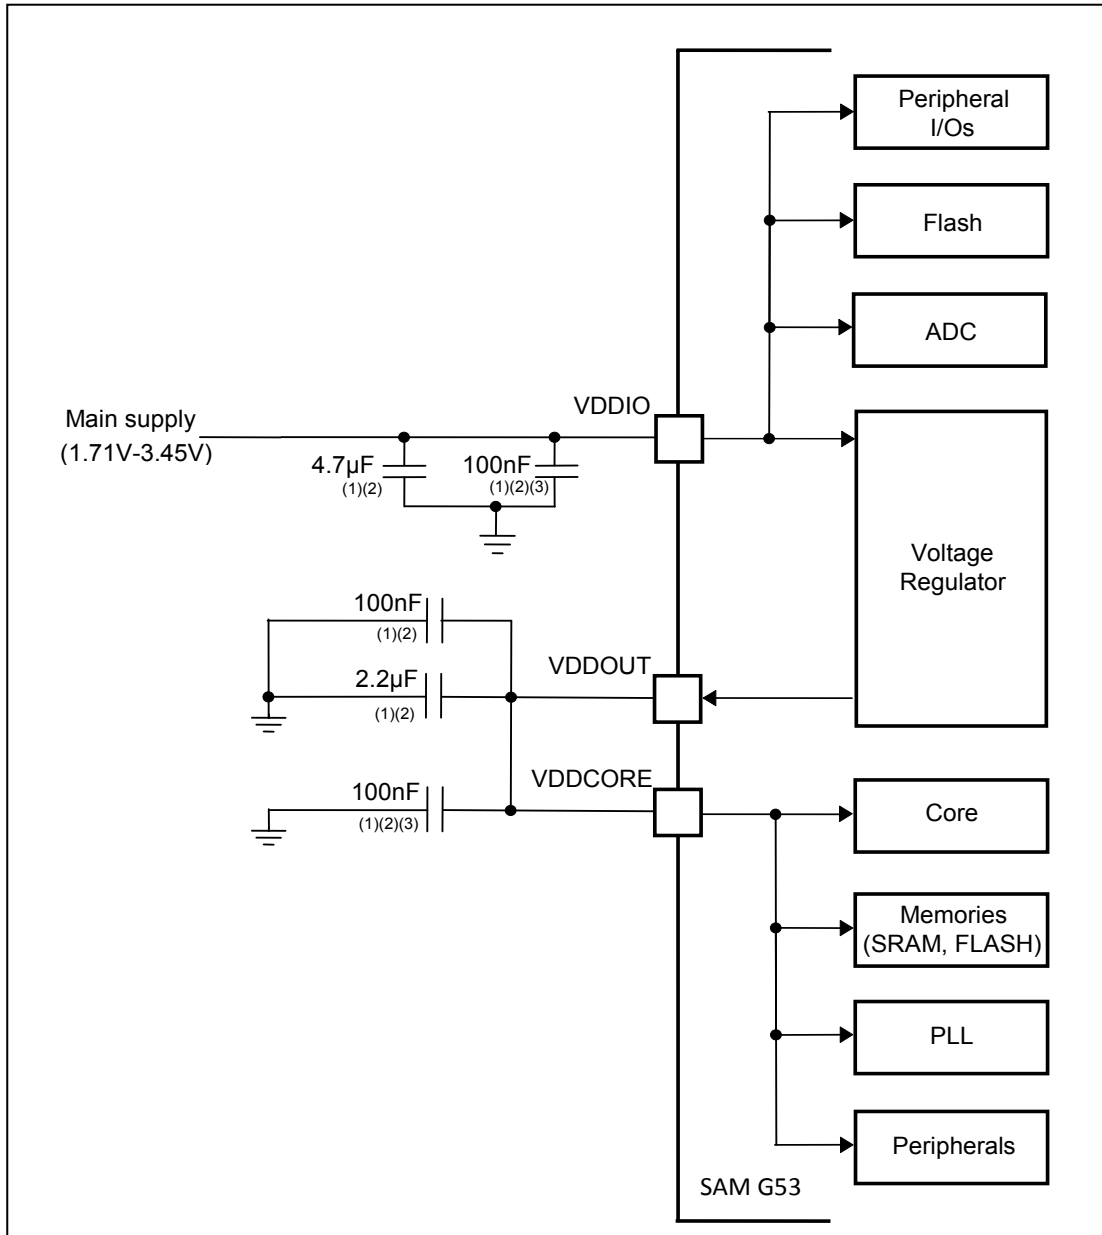 Peripheral
I/Os
Flash
ADC
VDDIO
Main supply
(1.71V-3.45V)
4.7µF
(1)(2)
100nF
(1)(2)(3)
Voltage
Regulator
100nF
(1)(2)
VDDOUT
2.2µF
(1)(2)
VDDCORE
100nF
(1)(2)(3)
Core
Memories
(SRAM, FLASH)
PLL
Peripherals
SAM G53